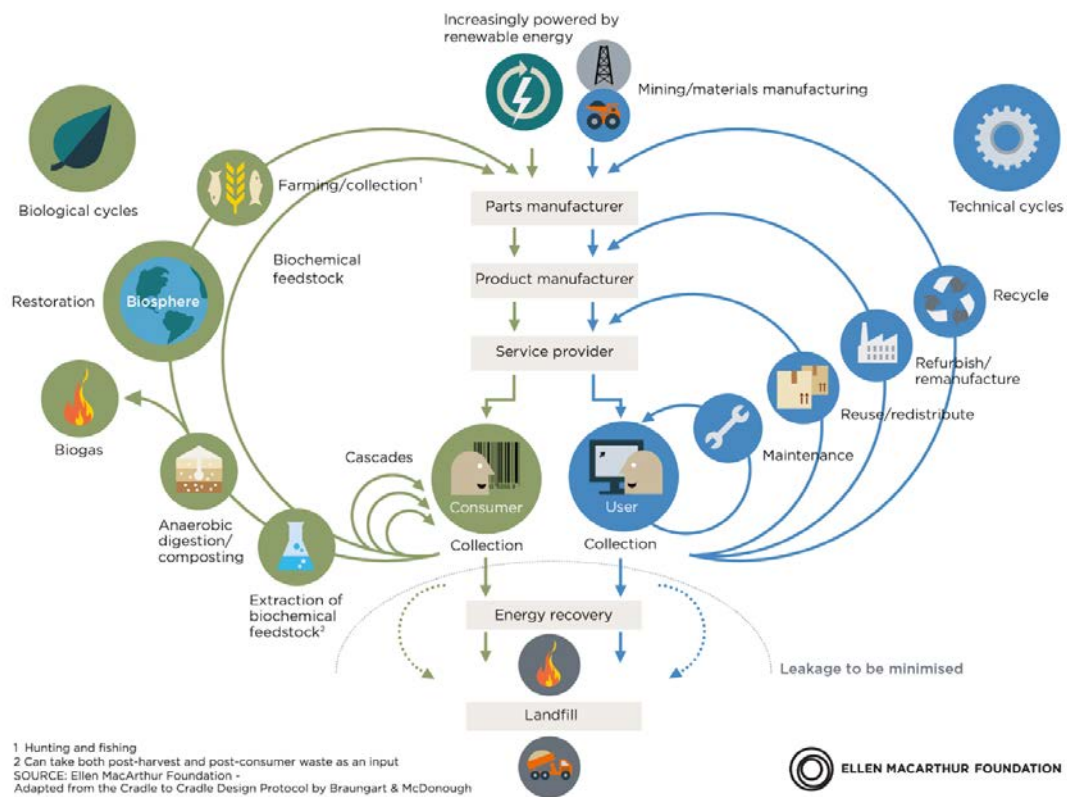 Increasingly powered by
renewable energy
Mining/materials manufacturing
Biological cycles
Technical cycles
Farming/collection¹
Parts manufacturer
Biochemical
feedstock
Product manufacturer
Restoration
Biosphere
Recycle
Service provider
Refurbish/
remanufacture
Reuse/redistribute
Biogas
Cascades
Maintenance
Consumer
User
Anaerobic
digestion/
composting
Collection
Collection
Extraction of
biochemical
feedstock²
Energy recovery
Leakage to be minimised
Landfill
1 Hunting and fishing
2 Can take both post-harvest and post-consumer waste as an input
SOURCE: Ellen MacArthur Foundation -
Adapted from the Cradle to Cradle Design Protocol by Braungart & McDonough
ELLEN MACARTHUR FOUNDATION